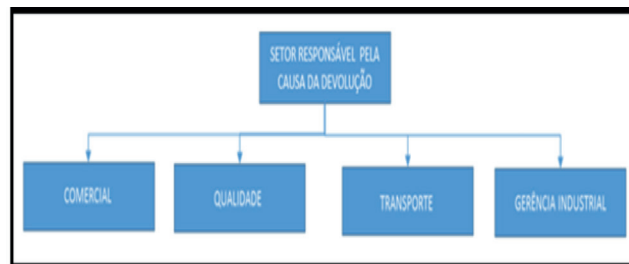 SETOR RESPONSÁVEL PELA
CAUSA DA DEVOLUÇÃO
COMERCIAL
QUALIDADE
TRANSPORTE
GERÊNCIA INDUSTRIAL